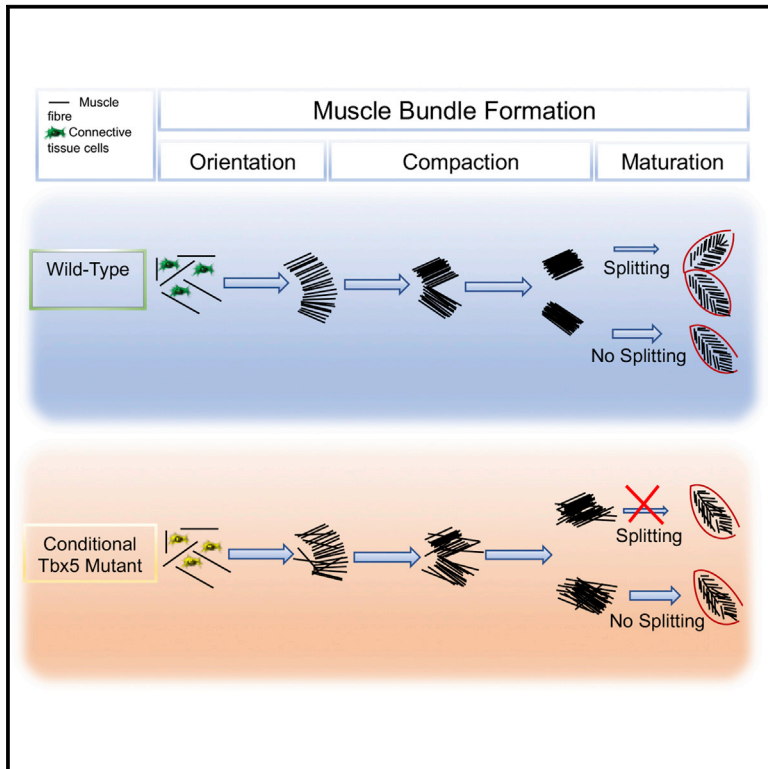 Muscle
fibre
Connective
tissue cells
Muscle Bundle Formation
Orientation
Compaction
Maturation
Wild-Type
Splitting
No Splitting
Conditional
Tbx5 Mutant
Splitting
No Splitting